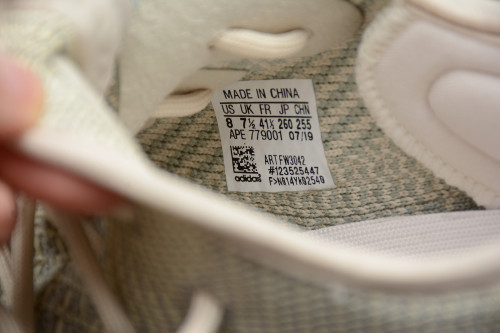 MADE IN CHINA
US UK FR JP CHN
8 7½ 41⅓ 260 255
APE 779001 07/19
ART FW3042
#123525447
adidas F>N814YK02549